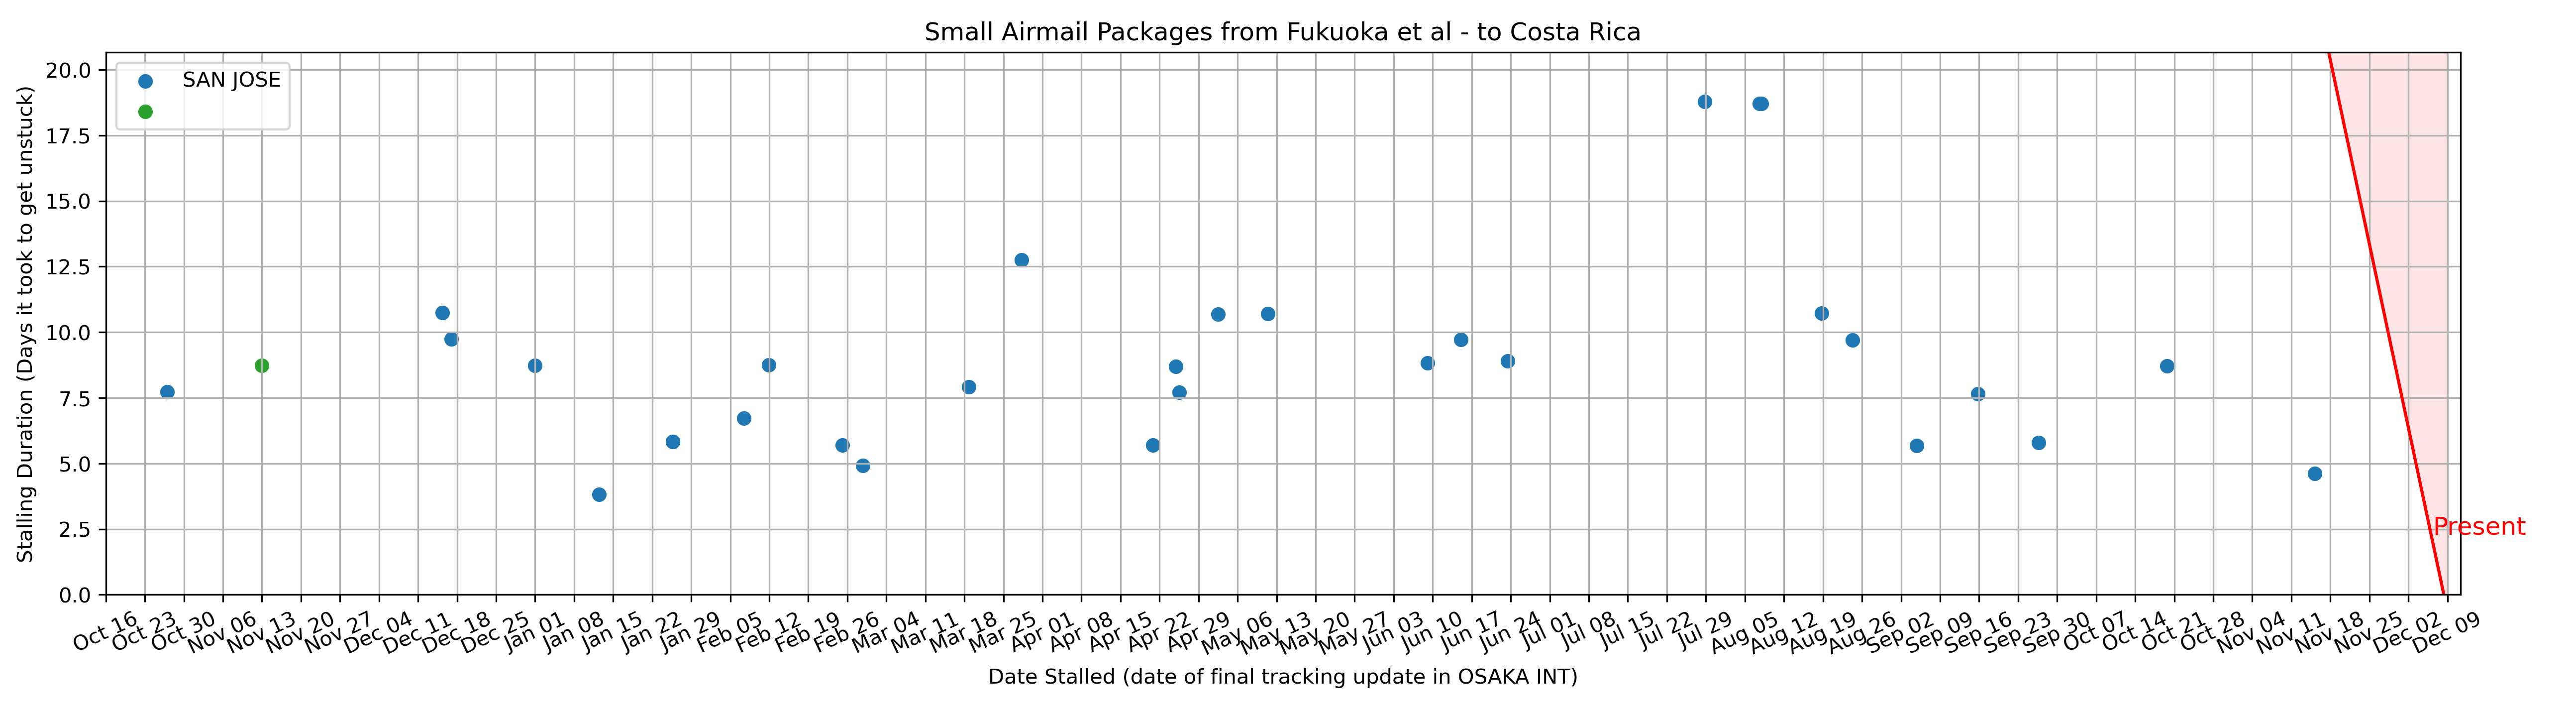 Small Airmail Packages from Fukuoka et al - to Costa Rica
SAN JOSE
Stalling Duration (Days it took to get unstuck)
20.0
17.5
15.0
12.5
10.0
7.5
5.0
2.5
0.0
Present
Oct 16
Oct 23
Oct 30
Nov 06
Nov 13
Nov 20
Nov 27
Dec 04
Dec 11
Dec 18
Dec 25
Jan 01
Jan 08
Jan 15
Jan 22
Jan 29
Feb 05
Feb 12
Feb 19
Feb 26
Mar 04
Mar 11
Mar 18
Mar 25
Apr 01
Apr 08
Apr 15
Apr 22
Apr 29
May 06
May 13
May 20
May 27
Jun 03
Jun 10
Jun 17
Jun 24
Jul 01
Jul 08
Jul 15
Jul 22
Jul 29
Aug 05
Aug 12
Aug 19
Aug 26
Sep 02
Sep 09
Sep 16
Sep 23
Sep 30
Oct 07
Oct 14
Oct 21
Oct 28
Nov 04
Nov 11
Nov 18
Nov 25
Dec 02
Dec 09
Date Stalled (date of final tracking update in OSAKA INT)